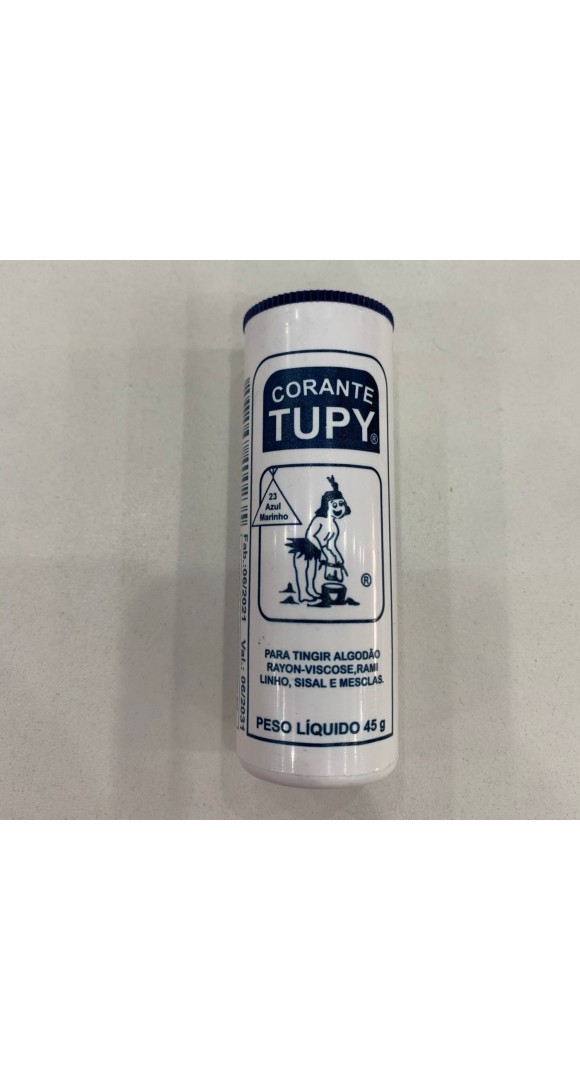 CORANTE
TUPY®
23
Azul
Marinho
®
PARA TINGIR ALGODÃO
RAYON-VISCOSE,RAMI
LINHO, SISAL E MESCLAS.
PESO LÍQUIDO 45 g
Fab.:06/2021 Val.: 06/2031